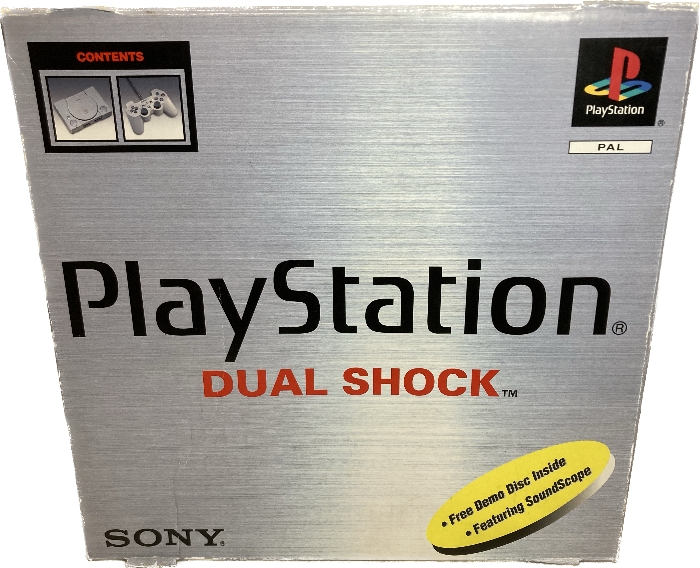 CONTENTS
PlayStation
®
PAL
PlayStation®
DUAL SHOCK™
• Free Demo Disc Inside
• Featuring SoundScope
SONY®